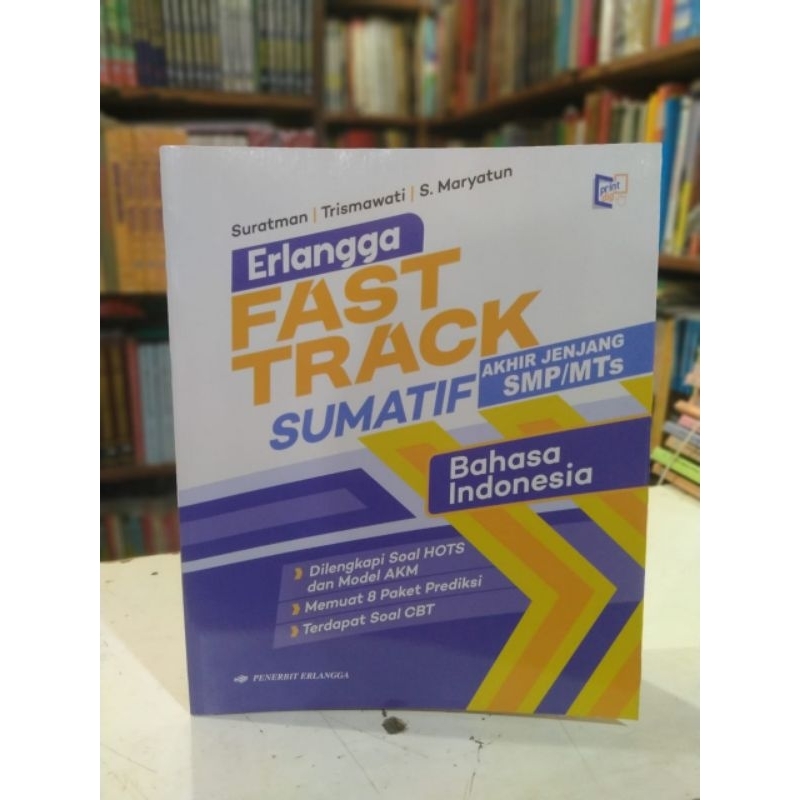 Suratman | Trismawati | S. Maryatun
print
Erlangga
FAST
TRACK
SUMATIF
AKHIR JENJANG
SMP/MTs
Bahasa
Indonesia
Dilengkapi Soal HOTS
dan Model AKM
Memuat 8 Paket Prediksi
Terdapat Soal CBT
PENERBIT ERLANGGA